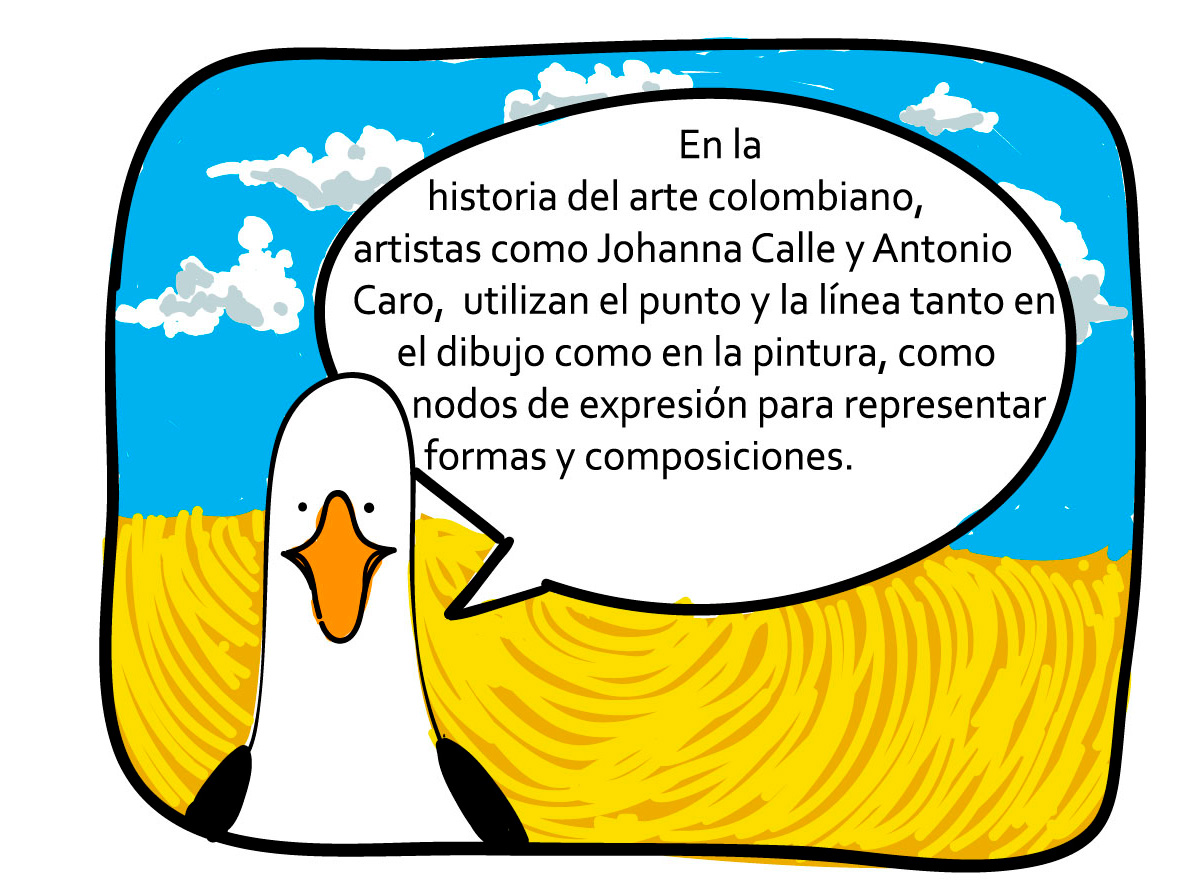 En la
historia del arte colombiano,
artistas como Johanna Calle y Antonio
Caro,  utilizan el punto y la línea tanto en
el dibujo como en la pintura, como
nodos de expresión para representar
formas y composiciones.